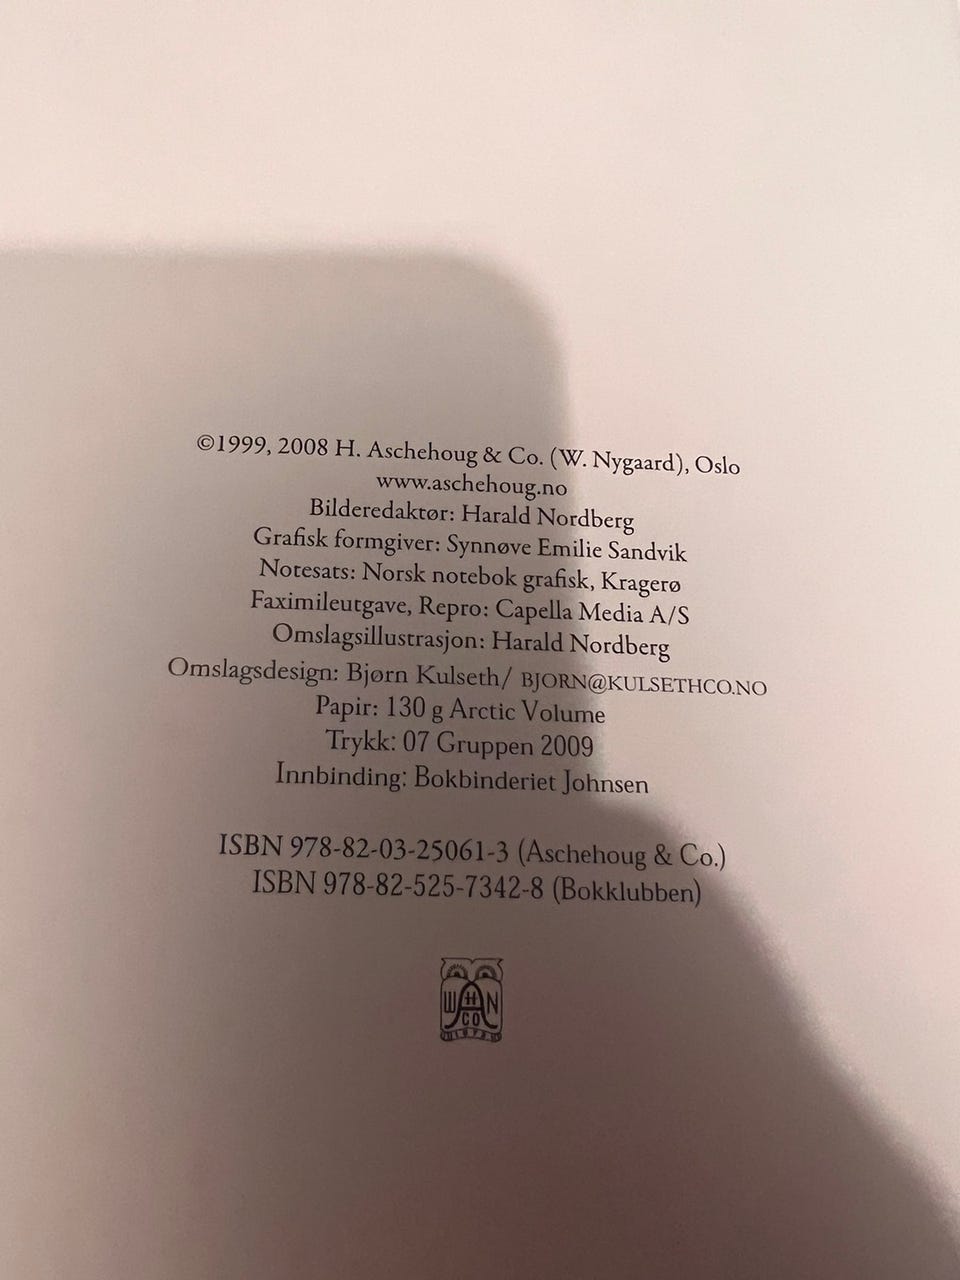 ©1999, 2008 H. Aschehoug & Co. (W. Nygaard), Oslo
www.aschehoug.no
Bilderedaktør: Harald Nordberg
Grafisk formgiver: Synnøve Emilie Sandvik
Notesats: Norsk notebok grafisk, Kragerø
Faximileutgave, Repro: Capella Media A/S
Omslagsillustrasjon: Harald Nordberg
Omslagsdesign: Bjørn Kulseth/ BJORN@KULSETHCO.NO
Papir: 130 g Arctic Volume
Trykk: 07 Gruppen 2009
Innbinding: Bokbinderiet Johnsen
ISBN 978-82-03-25061-3 (Aschehoug & Co.)
ISBN 978-82-525-7342-8 (Bokklubben)
W H N
CO